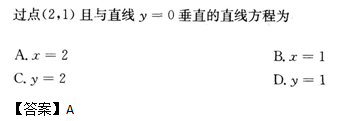 过点(2,1)且与直线 y = 0 垂直的直线方程为
A. x = 2
B. x = 1
C. y = 2
D. y = 1
【答案】A